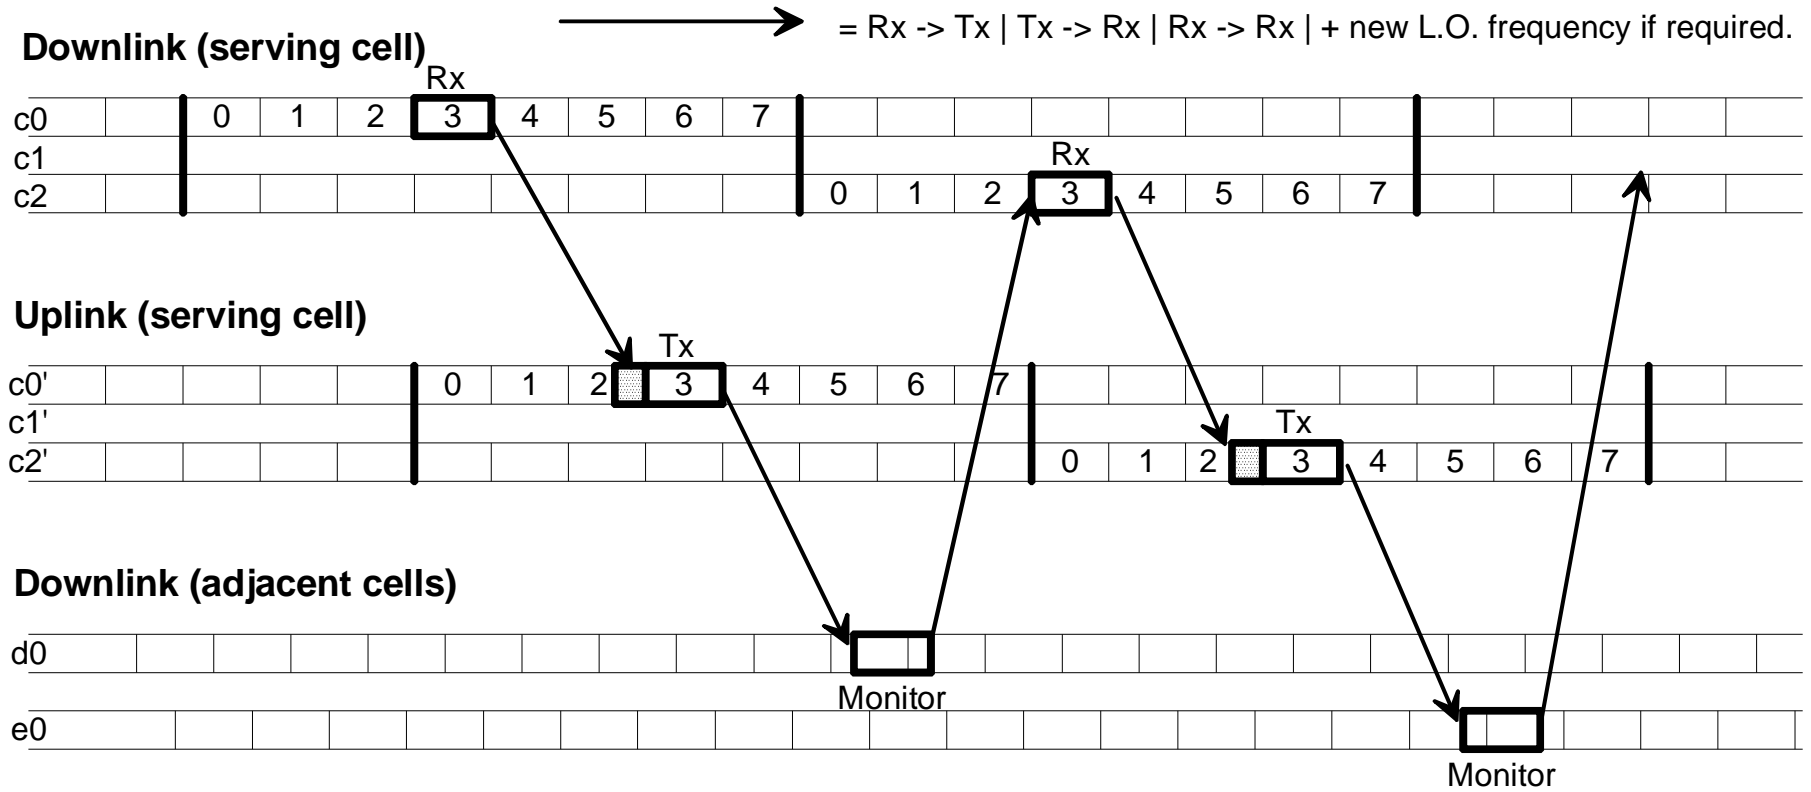 = Rx -> Tx | Tx -> Rx | Rx -> Rx | + new L.O. frequency if required.
Downlink (serving cell)
Rx
c0 0 1 2 3 4 5 6 7
c1 Rx
c2 0 1 2 3 4 5 6 7
Uplink (serving cell)
Tx
c0' 0 1 2 3 4 5 6 7
c1' Tx
c2' 0 1 2 3 4 5 6 7
Downlink (adjacent cells)
d0
Monitor
e0
Monitor